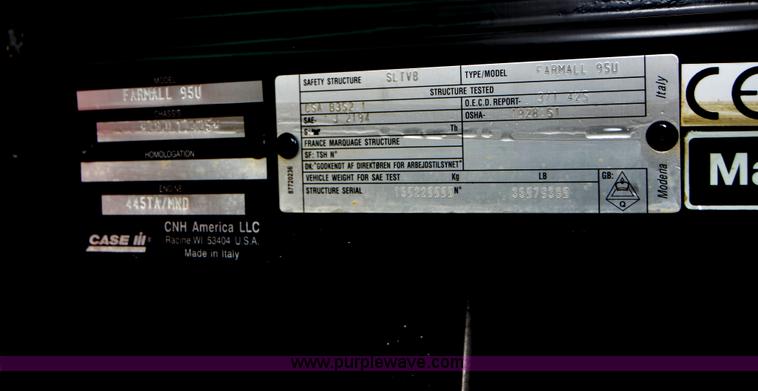 MODEL
FARMALL 95U
CHASSIS
HOMOLOGATION
ENGINE
445TA/MND
CASE IH
CNH America LLC
Racine WI 53404 U.S.A.
Made in Italy
SAFETY STRUCTURE SLTV8 TYPE/MODEL FARMALL 95U
STRUCTURE TESTED
CSA B352.1 O.E.C.D. REPORT-
SAE- J 2194 OSHA- 1928.51
S: Th
FRANCE MARQUAGE STRUCTURE
SF: TSH N°
DK: "GODKENDT AF DIREKTØREN FOR ARBEJDSTILSYNET"
VEHICLE WEIGHT FOR SAE TEST Kg LB GB:
STRUCTURE SERIAL N° Q
87720236
Italy
Modena
CE
Ma
www.purplewave.com